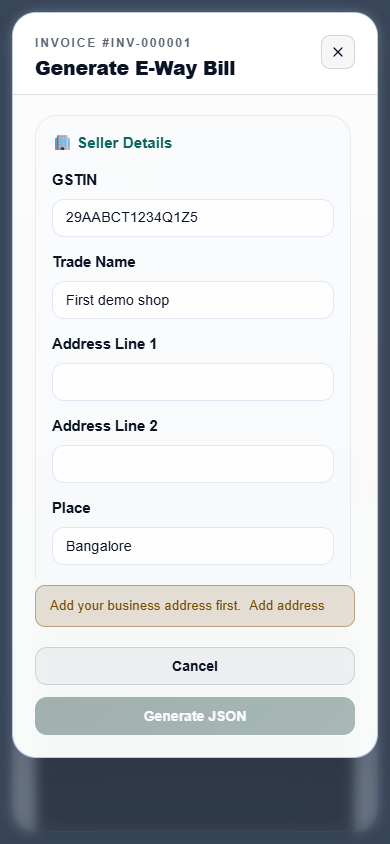 INVOICE #INV-000001
Generate E-Way Bill
Seller Details
GSTIN
29AABCT1234Q1Z5
Trade Name
First demo shop
Address Line 1
Address Line 2
Place
Bangalore
Add your business address first. Add address
Cancel
Generate JSON